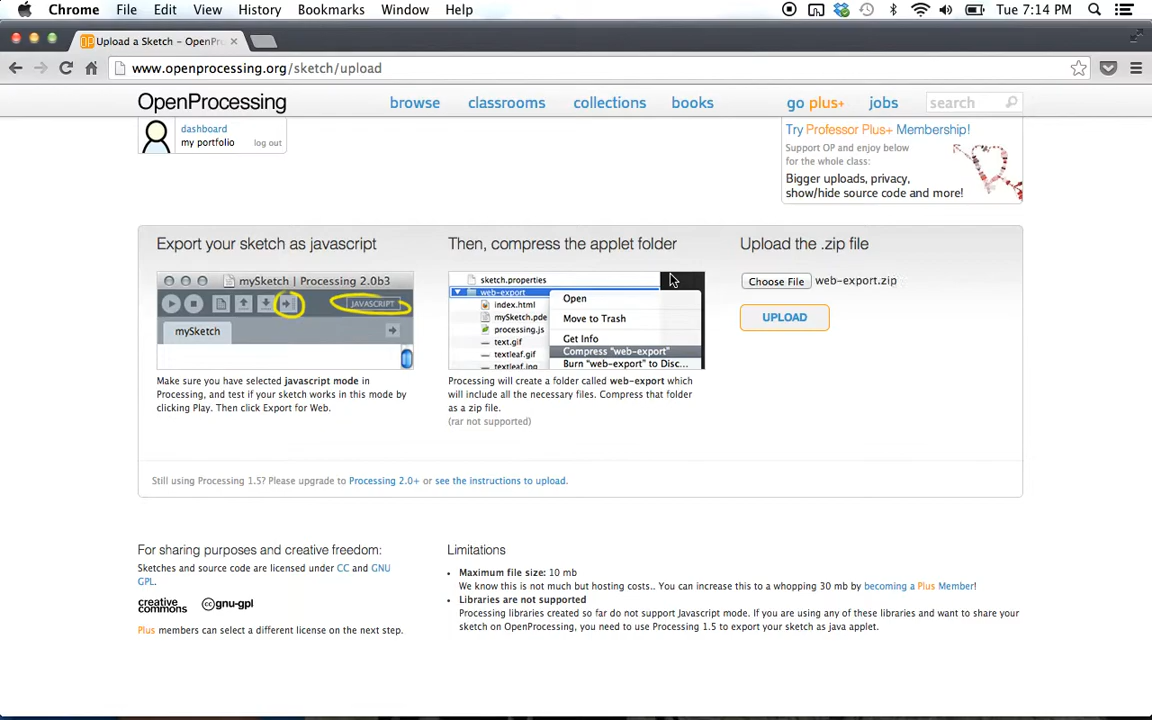 Chrome File Edit View History Bookmarks Window Help Tue 7:14 PM
Upload a Sketch – OpenPro
www.openprocessing.org/sketch/upload
OpenProcessing browse classrooms collections books go plus+ jobs search
dashboard
my portfolio log out
Try Professor Plus+ Membership!
Support OP and enjoy below
for the whole class:
Bigger uploads, privacy,
show/hide source code and more!
Export your sketch as javascript
mySketch | Processing 2.0b3
JAVASCRIPT
mySketch
Make sure you have selected javascript mode in
Processing, and test if your sketch works in this mode by
clicking Play. Then click Export for Web.
Then, compress the applet folder
sketch.properties
web-export
index.html
mySketch.pde
processing.js
text.gif
textleaf.gif
textleaf.jpg
Open
Move to Trash
Get Info
Compress "web-export"
Burn "web-export" to Disc...
Processing will create a folder called web-export which
will include all the necessary files. Compress that folder
as a zip file.
(rar not supported)
Upload the .zip file
Choose File web-export.zip
UPLOAD
Still using Processing 1.5? Please upgrade to Processing 2.0+ or see the instructions to upload.
For sharing purposes and creative freedom:
Sketches and source code are licensed under CC and GNU
GPL.
creative
commons
cc gnu-gpl
Plus members can select a different license on the next step.
Limitations
• Maximum file size: 10 mb
We know this is not much but hosting costs.. You can increase this to a whopping 30 mb by becoming a Plus Member!
• Libraries are not supported
Processing libraries created so far do not support Javascript mode. If you are using any of these libraries and want to share your
sketch on OpenProcessing, you need to use Processing 1.5 to export your sketch as java applet.